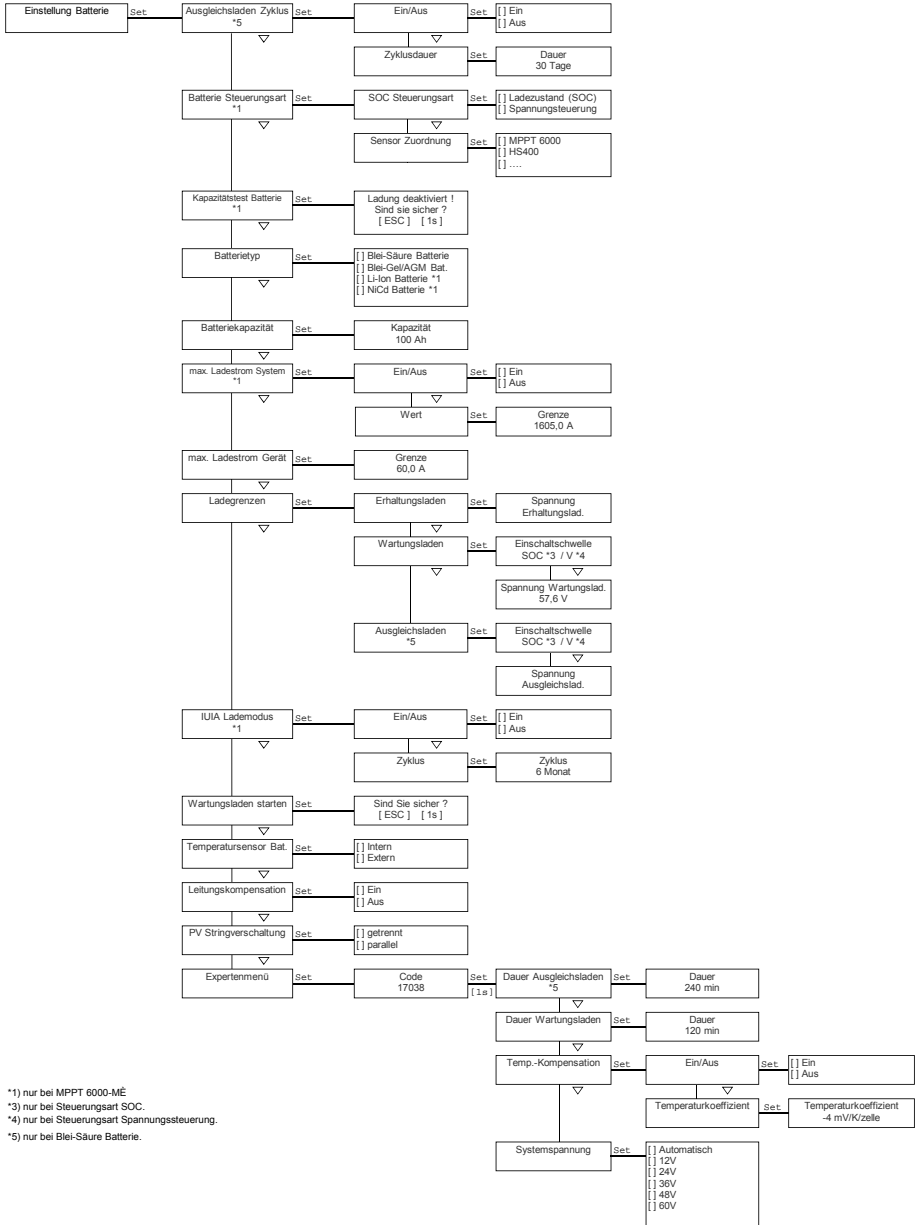 Einstellung Batterie
Set
Ausgleichsladen Zyklus
*5
Set
Ein/Aus
Set
[ ] Ein
[ ] Aus
Zyklusdauer
Set
Dauer
30 Tage
Batterie Steuerungsart
*1
Set
SOC Steuerungsart
Set
[ ] Ladezustand (SOC)
[ ] Spannungsteuerung
Sensor Zuordnung
Set
[ ] MPPT 6000
[ ] HS400
[ ] ....
Kapazitätstest Batterie
*1
Set
Ladung deaktiviert !
Sind sie sicher ?
[ ESC ] [ 1s ]
Batterietyp
Set
[ ] Blei-Säure Batterie
[ ] Blei-Gel/AGM Bat.
[ ] Li-Ion Batterie *1
[ ] NiCd Batterie *1
Batteriekapazität
Set
Kapazität
100 Ah
max. Ladestrom System
*1
Set
Ein/Aus
Set
[ ] Ein
[ ] Aus
Wert
Set
Grenze
1605,0 A
max. Ladestrom Gerät
Set
Grenze
60,0 A
Ladegrenzen
Set
Erhaltungsladen
Set
Spannung
Erhaltungslad.
Wartungsladen
Set
Einschaltschwelle
SOC *3 / V *4
Spannung Wartungslad.
57,6 V
Ausgleichsladen
*5
Set
Einschaltschwelle
SOC *3 / V *4
Spannung
Ausgleichslad.
IUIA Lademodus
*1
Set
Ein/Aus
Set
[ ] Ein
[ ] Aus
Zyklus
Set
Zyklus
6 Monat
Wartungsladen starten
Set
Sind Sie sicher ?
[ ESC ] [ 1s ]
Temperatursensor Bat.
Set
[ ] Intern
[ ] Extern
Leitungskompensation
Set
[ ] Ein
[ ] Aus
PV Stringverschaltung
Set
[ ] getrennt
[ ] parallel
Expertenmenü
Set
Code
17038
Set
[1s]
Dauer Ausgleichsladen
*5
Set
Dauer
240 min
Dauer Wartungsladen
Set
Dauer
120 min
Temp.-Kompensation
Set
Ein/Aus
Set
[ ] Ein
[ ] Aus
Temperaturkoeffizient
Set
Temperaturkoeffizient
-4 mV/K/zelle
Systemspannung
Set
[ ] Automatisch
[ ] 12V
[ ] 24V
[ ] 36V
[ ] 48V
[ ] 60V
*1) nur bei MPPT 6000-MĖ
*3) nur bei Steuerungsart SOC.
*4) nur bei Steuerungsart Spannungssteuerung.
*5) nur bei Blei-Säure Batterie.